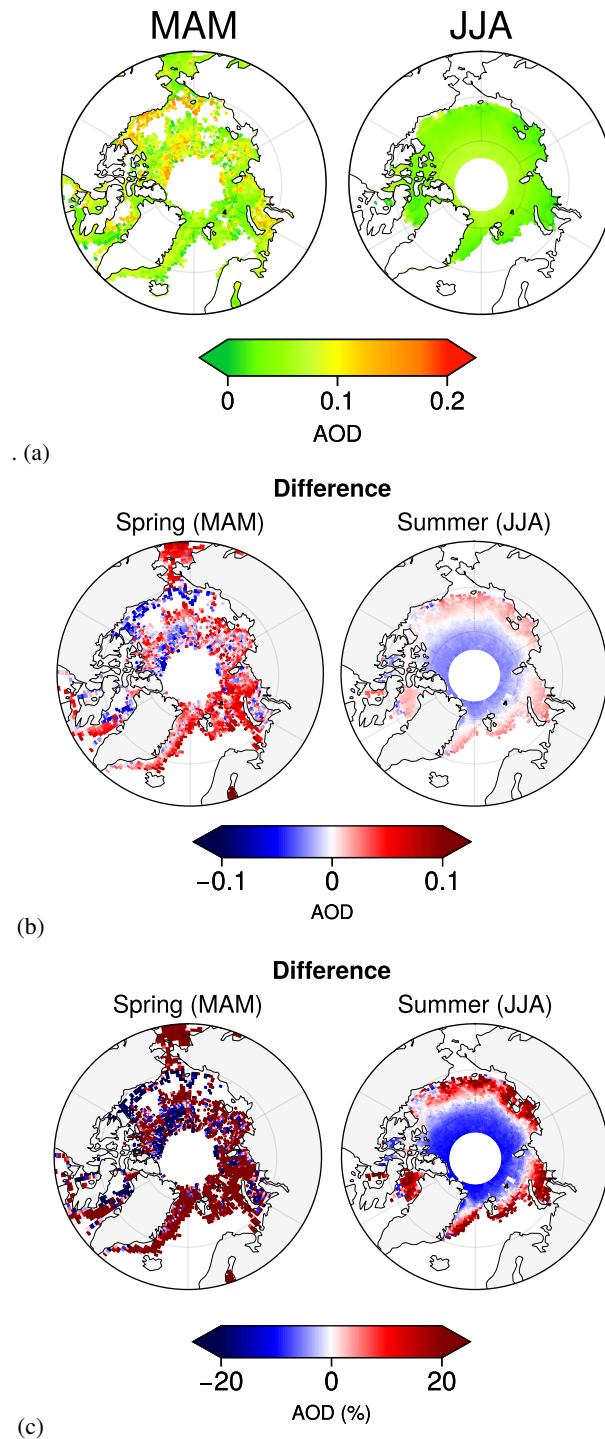 MAM JJA
0 0.1 0.2
AOD
. (a)
Difference
Spring (MAM) Summer (JJA)
−0.1 0 0.1
AOD
(b)
Difference
Spring (MAM) Summer (JJA)
−20 0 20
AOD (%)
(c)